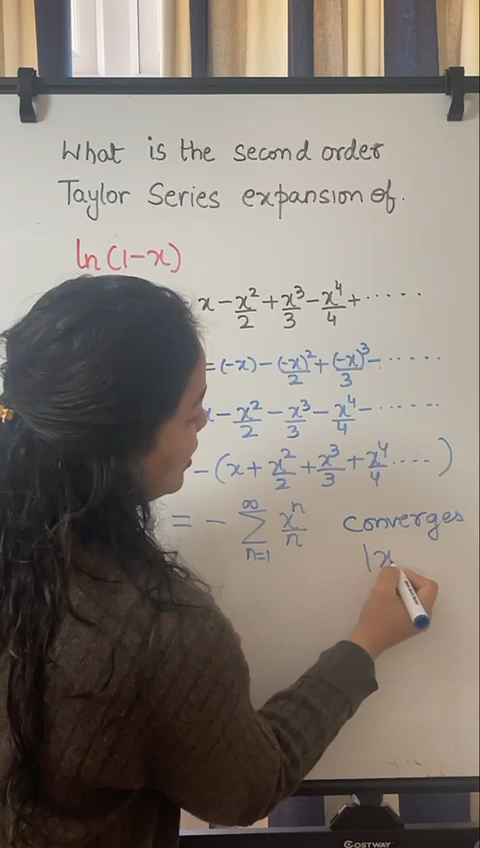 What is the second order
Taylor Series expansion of.
ln(1-x)
x - x²/2 + x³/3 - x⁴/4 + ······
= (-x) - (-x)²/2 + (-x)³/3 - ·····
x - x²/2 - x³/3 - x⁴/4 - ······
- (x + x²/2 + x³/3 + x⁴/4 ····)
= - ∞∑n=1 xⁿ/n converges
|x
COSTWAY